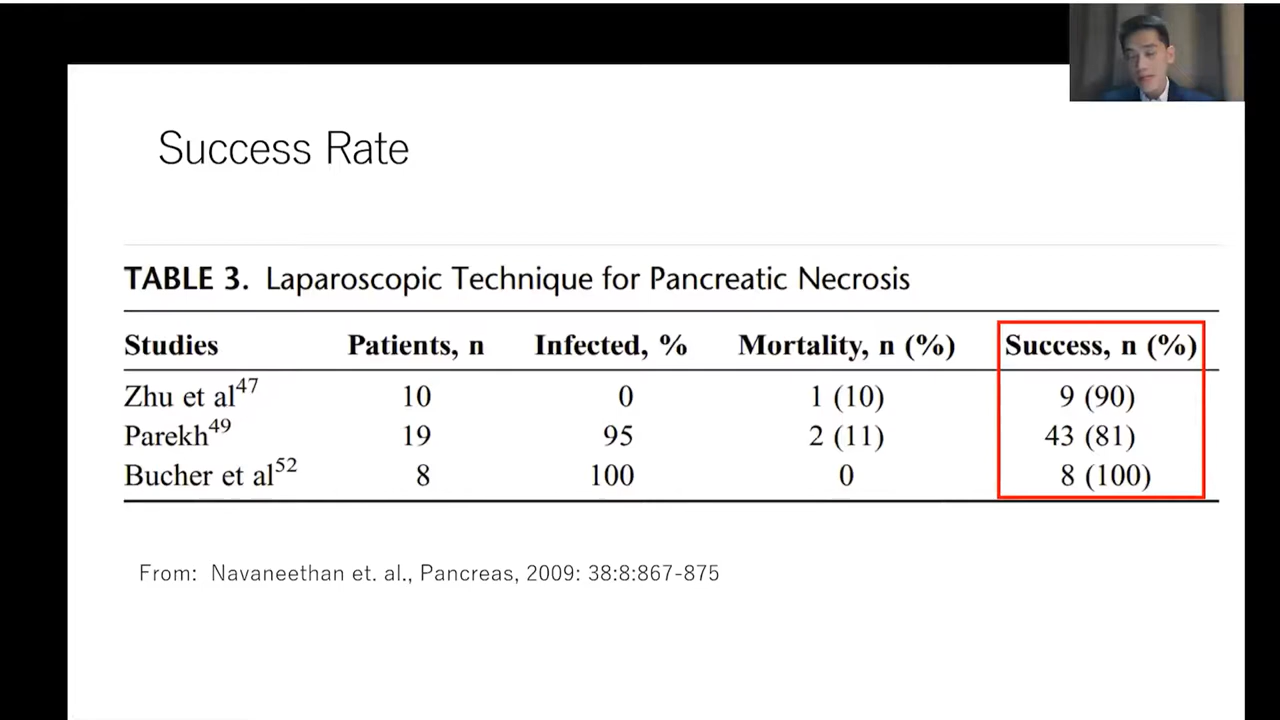 Success Rate
TABLE 3. Laparoscopic Technique for Pancreatic Necrosis
Studies Patients, n Infected, % Mortality, n (%) Success, n (%)
Zhu et al47 10 0 1 (10) 9 (90)
Parekh49 19 95 2 (11) 43 (81)
Bucher et al52 8 100 0 8 (100)
From: Navaneethan et. al., Pancreas, 2009: 38:8:867-875